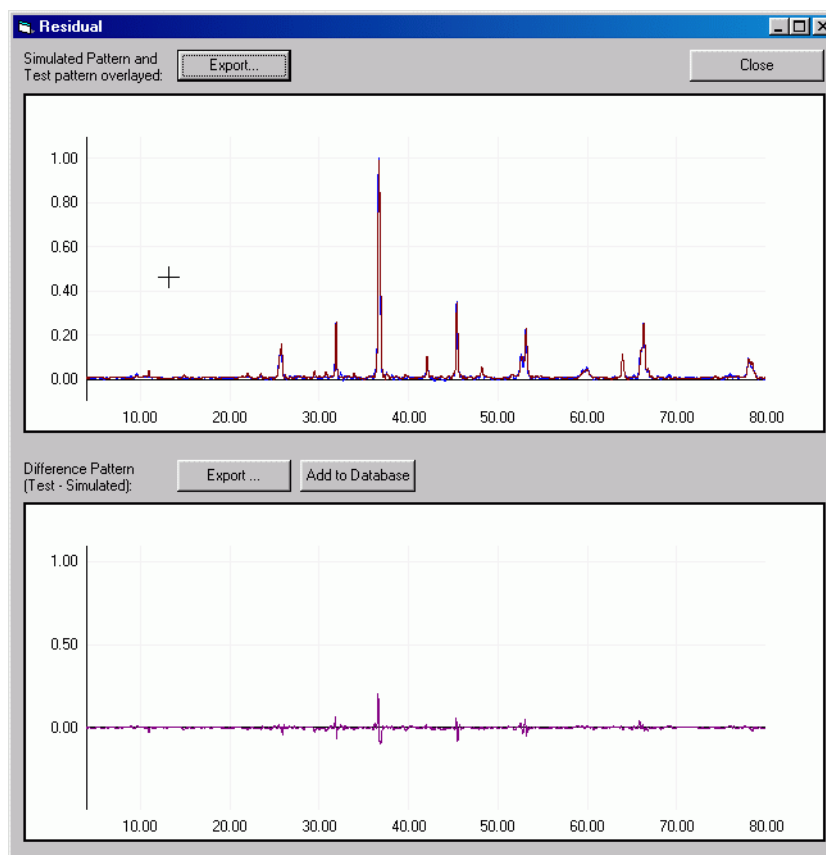 Residual
Simulated Pattern and
Test pattern overlayed:
Export...
Close
1.00
0.80
0.60
0.40
0.20
0.00
10.00 20.00 30.00 40.00 50.00 60.00 70.00 80.00
Difference Pattern
(Test - Simulated):
Export ...
Add to Database
1.00
0.50
0.00
10.00 20.00 30.00 40.00 50.00 60.00 70.00 80.00